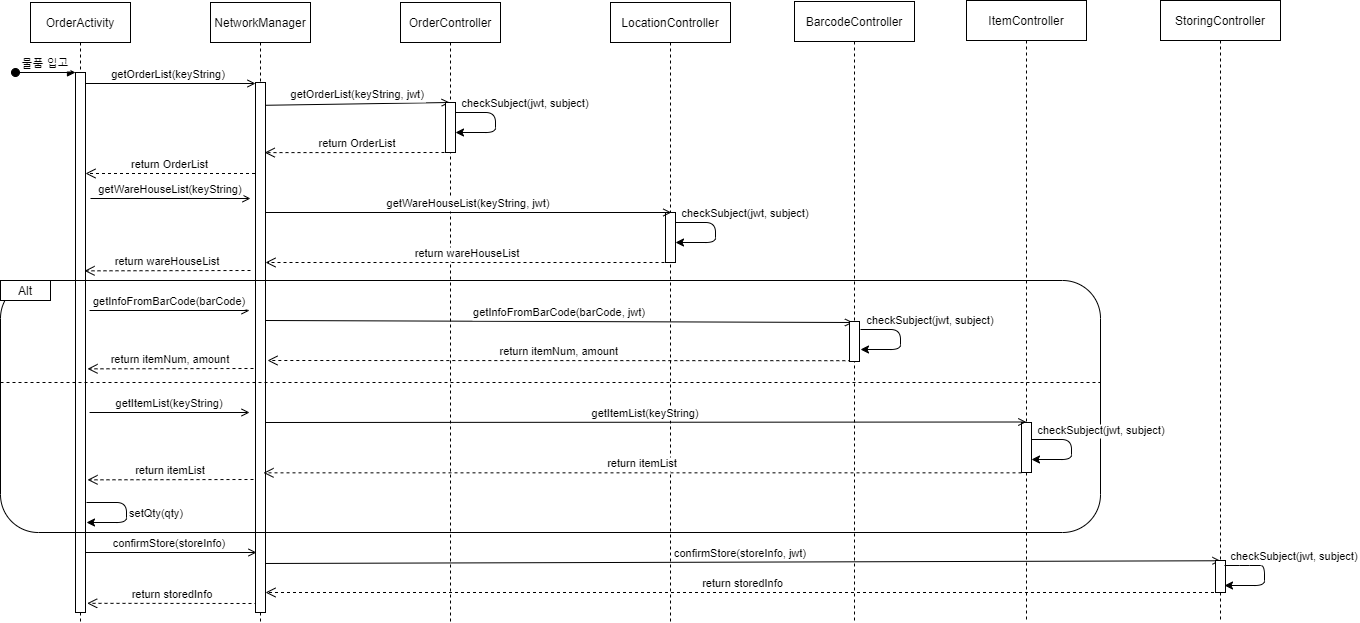 OrderActivity
NetworkManager
OrderController
LocationController
BarcodeController
ItemController
StoringController
물품 입고
getOrderList(keyString)
getOrderList(keyString, jwt)
checkSubject(jwt, subject)
return OrderList
return OrderList
getWareHouseList(keyString)
getWareHouseList(keyString, jwt)
checkSubject(jwt, subject)
return wareHouseList
return wareHouseList
Alt
getInfoFromBarCode(barCode)
getInfoFromBarCode(barCode, jwt)
checkSubject(jwt, subject)
return itemNum, amount
return itemNum, amount
getItemList(keyString)
getItemList(keyString)
checkSubject(jwt, subject)
return itemList
return itemList
setQty(qty)
confirmStore(storeInfo)
confirmStore(storeInfo, jwt)
checkSubject(jwt, subject)
return storedInfo
return storedInfo